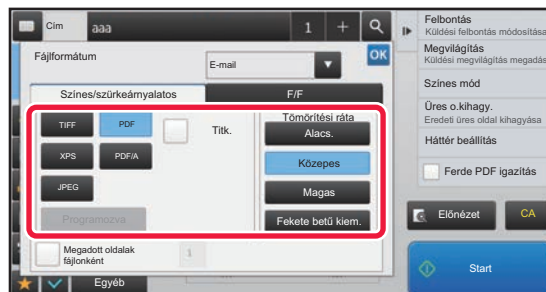 Cím
aaa
1
Fájlformátum
E-mail
OK
Színes/szürkeárnyalatos
F/F
TIFF
PDF
Titk.
XPS
PDF/A
JPEG
Programozva
Tömörítési ráta
Alacs.
Közepes
Magas
Fekete betű kiem.
Megadott oldalak
fájlonként
1
Egyéb
Felbontás
Küldési felbontás módosítása
Megvilágítás
Küldési megvilágítás megadás
Színes mód
Üres o.kihagy.
Eredeti üres oldal kihagyása
Háttér beállítás
Ferde PDF igazítás
Előnézet
CA
Start